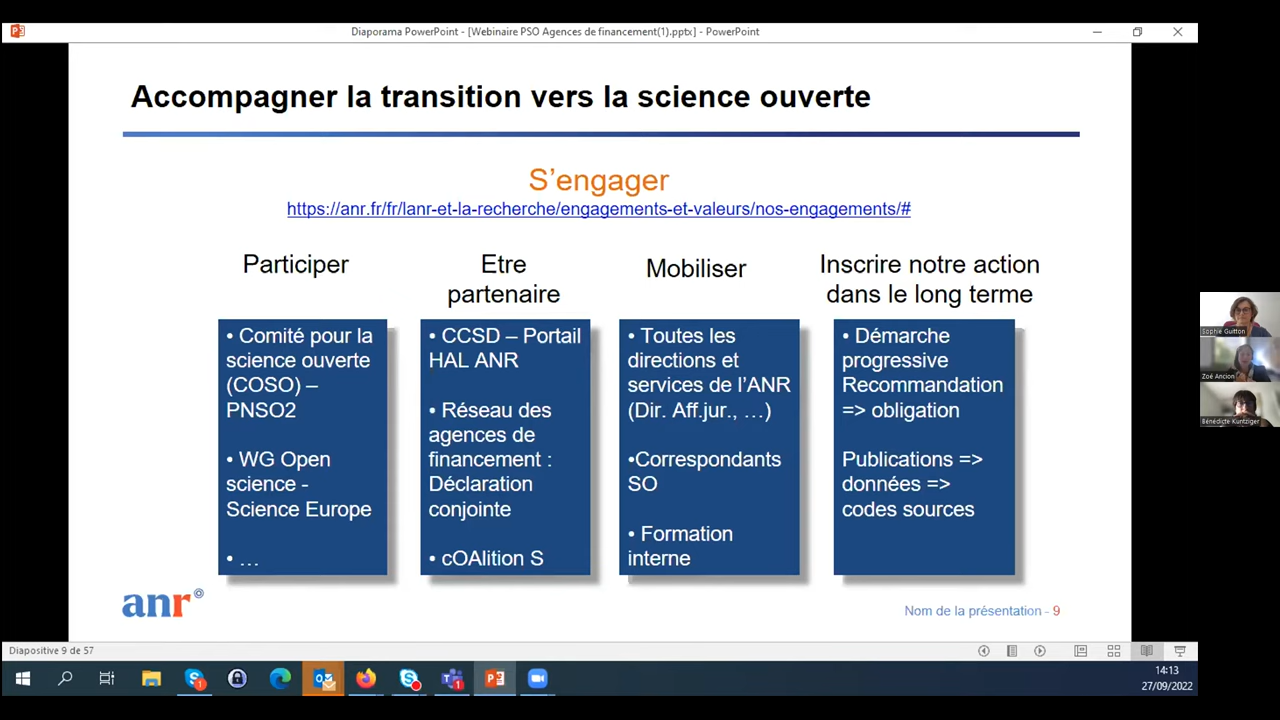 Diaporama PowerPoint - [Webinaire PSO Agences de financement(1).pptx] - PowerPoint
Accompagner la transition vers la science ouverte
S'engager
https://anr.fr/fr/lanr-et-la-recherche/engagements-et-valeurs/nos-engagements/#
Participer
• Comité pour la
science ouverte
(COSO) –
PNSO2
• WG Open
science -
Science Europe
• …
Etre
partenaire
• CCSD – Portail
HAL ANR
• Réseau des
agences de
financement :
Déclaration
conjointe
• cOAlition S
Mobiliser
• Toutes les
directions et
services de l'ANR
(Dir. Aff.jur., …)
•Correspondants
SO
• Formation
interne
Inscrire notre action
dans le long terme
• Démarche
progressive
Recommandation
=> obligation
Publications =>
données =>
codes sources
anr
Nom de la présentation - 9
Sophie Guitton
Zoé Ancion
Bénédicte Kuntziger
Diapositive 9 de 57
14:13
27/09/2022